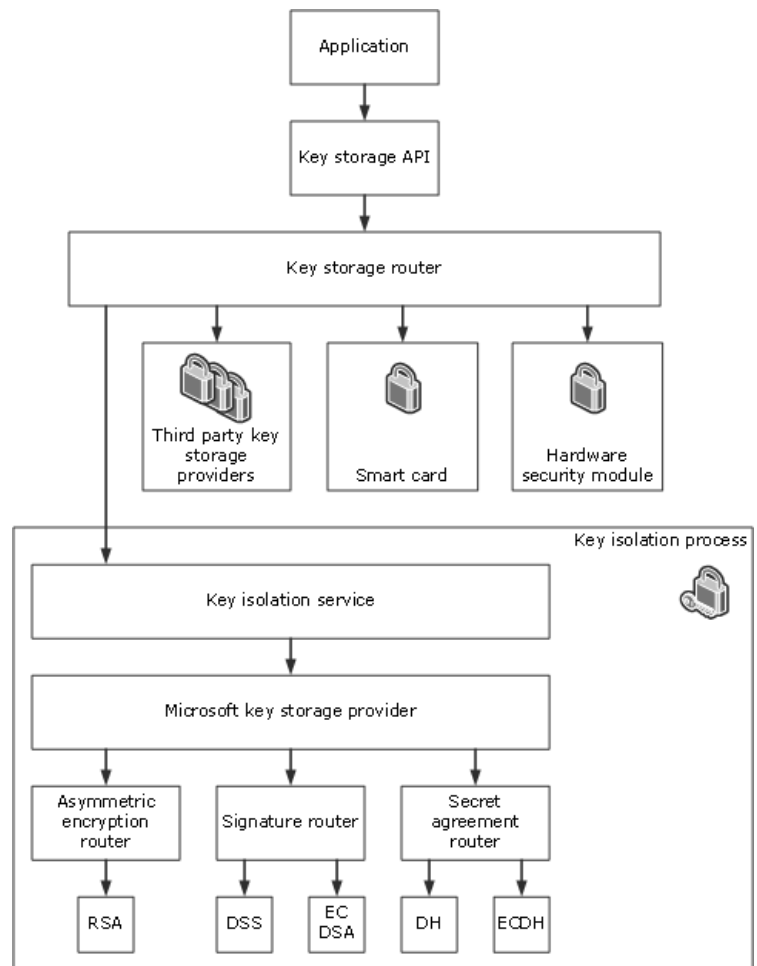 Application
Key storage API
Key storage router
Third party key
storage
providers
Smart card
Hardware
security module
Key isolation process
Key isolation service
Microsoft key storage provider
Asymmetric
encryption
router
Signature router
Secret
agreement
router
RSA
DSS
EC
DSA
DH
ECDH